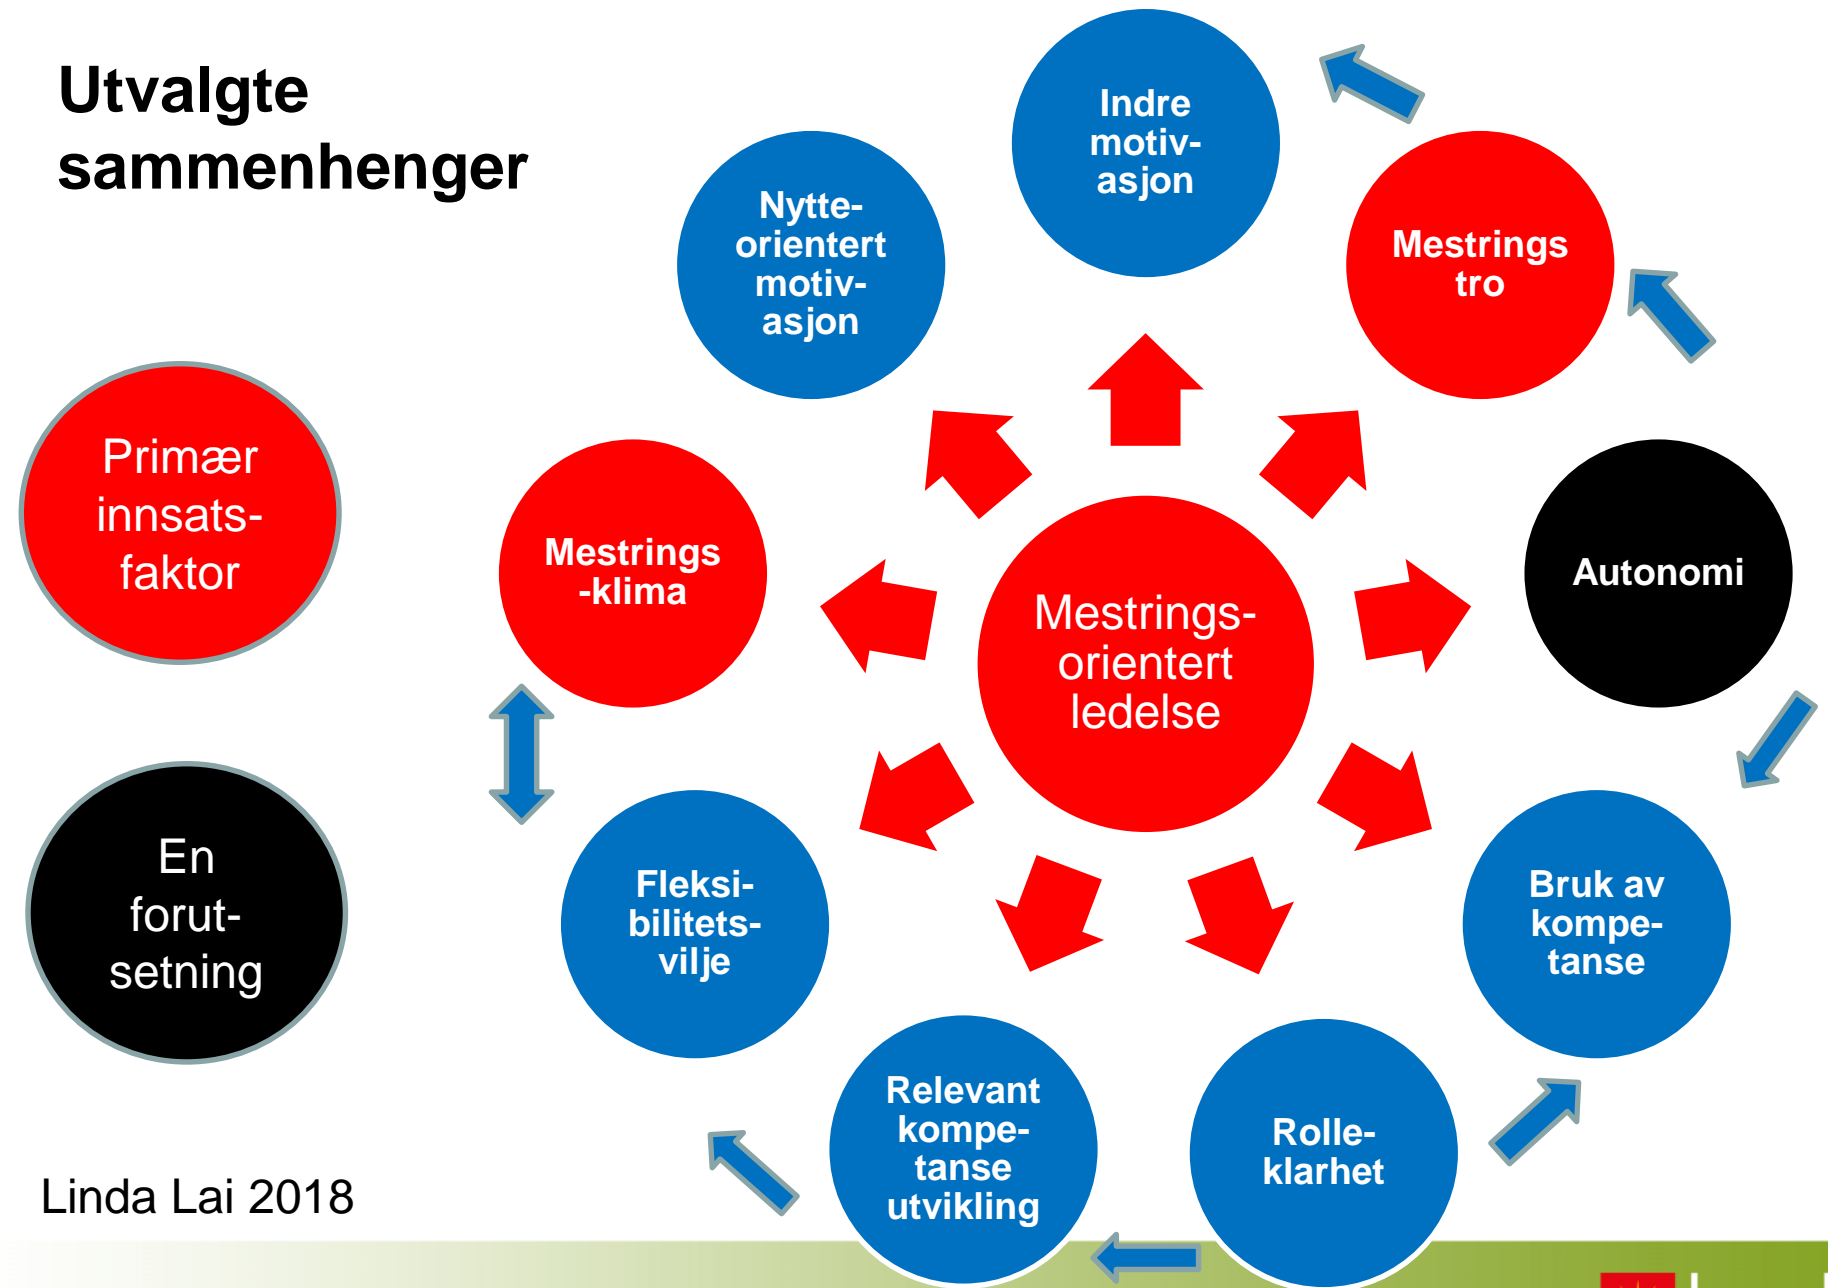 Utvalgte
sammenhenger
Indre
motiv-
asjon
Nytte-
orientert
motiv-
asjon
Mestrings
tro
Primær
innsats-
faktor
Mestrings
-klima
Mestrings-
orientert
ledelse
Autonomi
En
forut-
setning
Fleksi-
bilitets-
vilje
Bruk av
kompe-
tanse
Relevant
kompe-
tanse
utvikling
Rolle-
klarhet
Linda Lai 2018